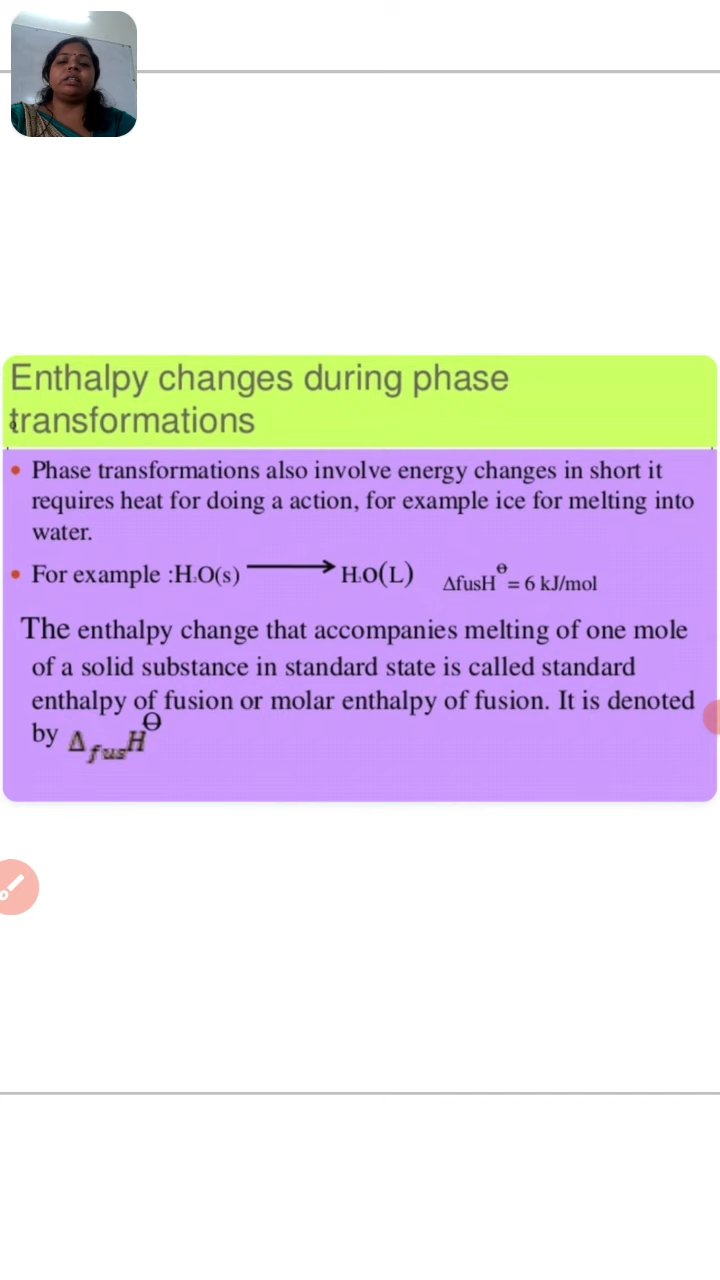 Enthalpy changes during phase
transformations
• Phase transformations also involve energy changes in short it
requires heat for doing a action, for example ice for melting into
water.
• For example :H₂O(s) ⟶ H₂O(L) ΔfusH⊖ = 6 kJ/mol
The enthalpy change that accompanies melting of one mole
of a solid substance in standard state is called standard
enthalpy of fusion or molar enthalpy of fusion. It is denoted
by ΔfusH⊖